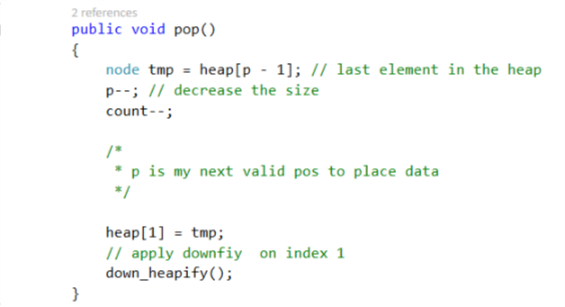 2 references
public void pop()
{
node tmp = heap[p - 1]; // last element in the heap
p--; // decrease the size
count--;
/*
* p is my next valid pos to place data
*/
heap[1] = tmp;
// apply downfiy  on index 1
down_heapify();
}